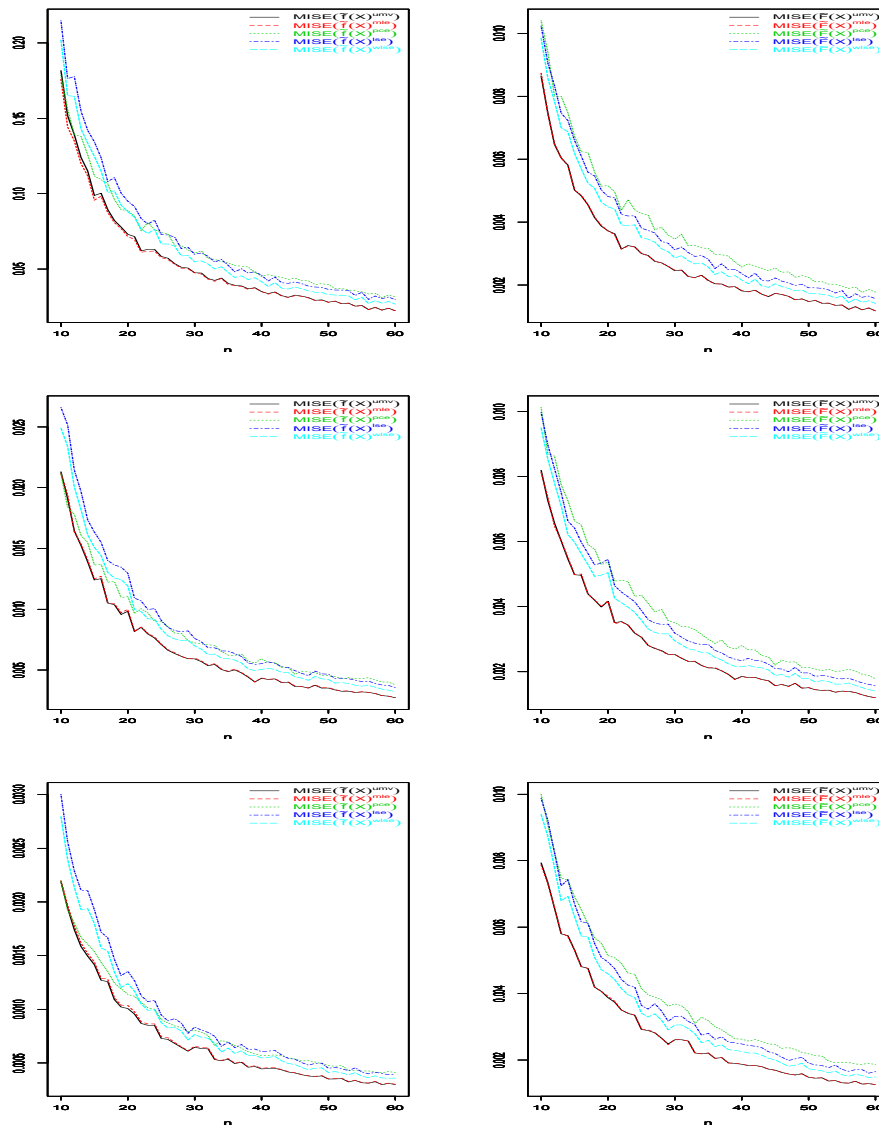 MISE(f̃(X)^umv)
MISE(f̃(X)^mle)
MISE(f̃(X)^pce)
MISE(f̃(X)^lse)
MISE(f̃(X)^wlse)
0.20
0.15
0.10
0.05
10 20 30 40 50 60
n
MISE(F̃(X)^umv)
MISE(F̃(X)^mle)
MISE(F̃(X)^pce)
MISE(F̃(X)^lse)
MISE(F̃(X)^wlse)
0.010
0.008
0.006
0.004
0.002
10 20 30 40 50 60
n
MISE(f̃(X)^umv)
MISE(f̃(X)^mle)
MISE(f̃(X)^pce)
MISE(f̃(X)^lse)
MISE(f̃(X)^wlse)
0.025
0.020
0.015
0.010
0.005
10 20 30 40 50 60
n
MISE(F̃(X)^umv)
MISE(F̃(X)^mle)
MISE(F̃(X)^pce)
MISE(F̃(X)^lse)
MISE(F̃(X)^wlse)
0.010
0.008
0.006
0.004
0.002
10 20 30 40 50 60
n
MISE(f̃(X)^umv)
MISE(f̃(X)^mle)
MISE(f̃(X)^pce)
MISE(f̃(X)^lse)
MISE(f̃(X)^wlse)
0.0030
0.0025
0.0020
0.0015
0.0010
0.0005
10 20 30 40 50 60
n
MISE(F̃(X)^umv)
MISE(F̃(X)^mle)
MISE(F̃(X)^pce)
MISE(F̃(X)^lse)
MISE(F̃(X)^wlse)
0.010
0.008
0.006
0.004
0.002
10 20 30 40 50 60
n